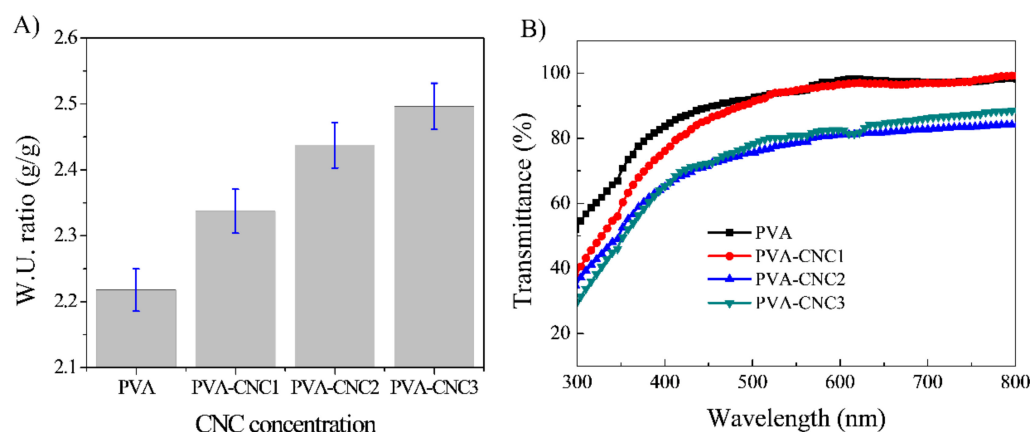 A)
W.U. ratio (g/g)
2.6
2.5
2.4
2.3
2.2
2.1
PVA
PVA-CNC1
PVA-CNC2
PVA-CNC3
CNC concentration
B)
Transmittance (%)
100
80
60
40
20
PVA
PVA-CNC1
PVA-CNC2
PVA-CNC3
300
400
500
600
700
800
Wavelength (nm)